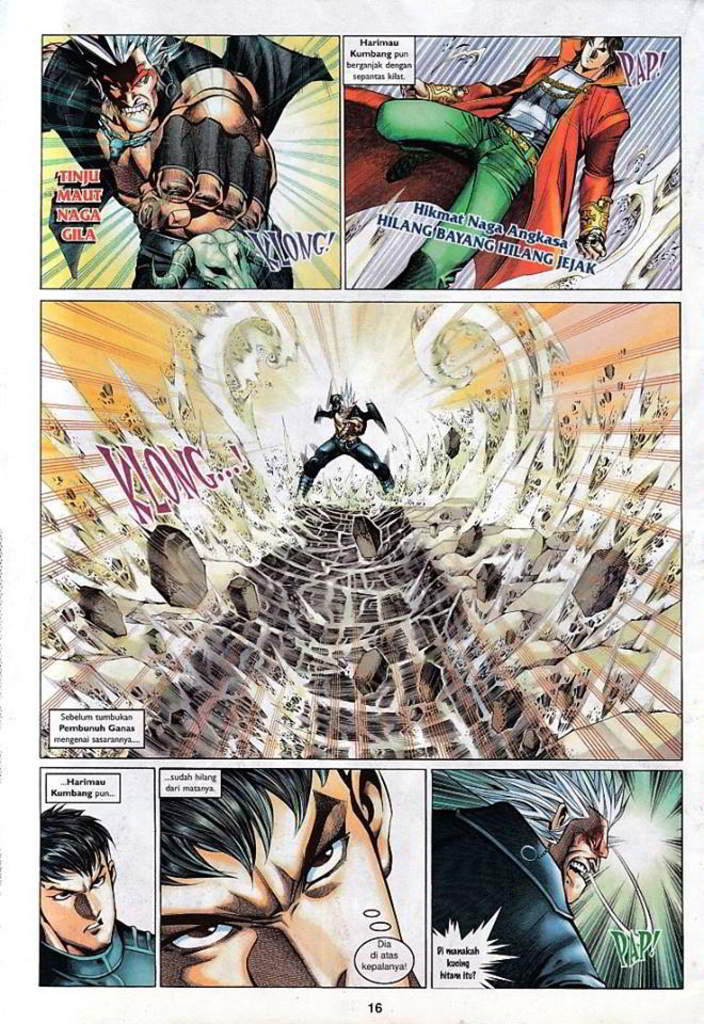 TINJU
MAUT
NAGA
GILA
KLONG!
Harimau
Kumbang pun
berganjak dengan
sepantas kilat.
PAP!
Hikmat Naga Angkasa
HILANG BAYANG HILANG JEJAK
KLONG...!
Sebelum tumbukan
Pembunuh Ganas
mengenai sasarannya....
...Harimau
Kumbang pun...
...sudah hilang
dari matanya.
Dia
di atas
kepalanya!
Di manakah
kucing
hitam itu?
PAP!
16